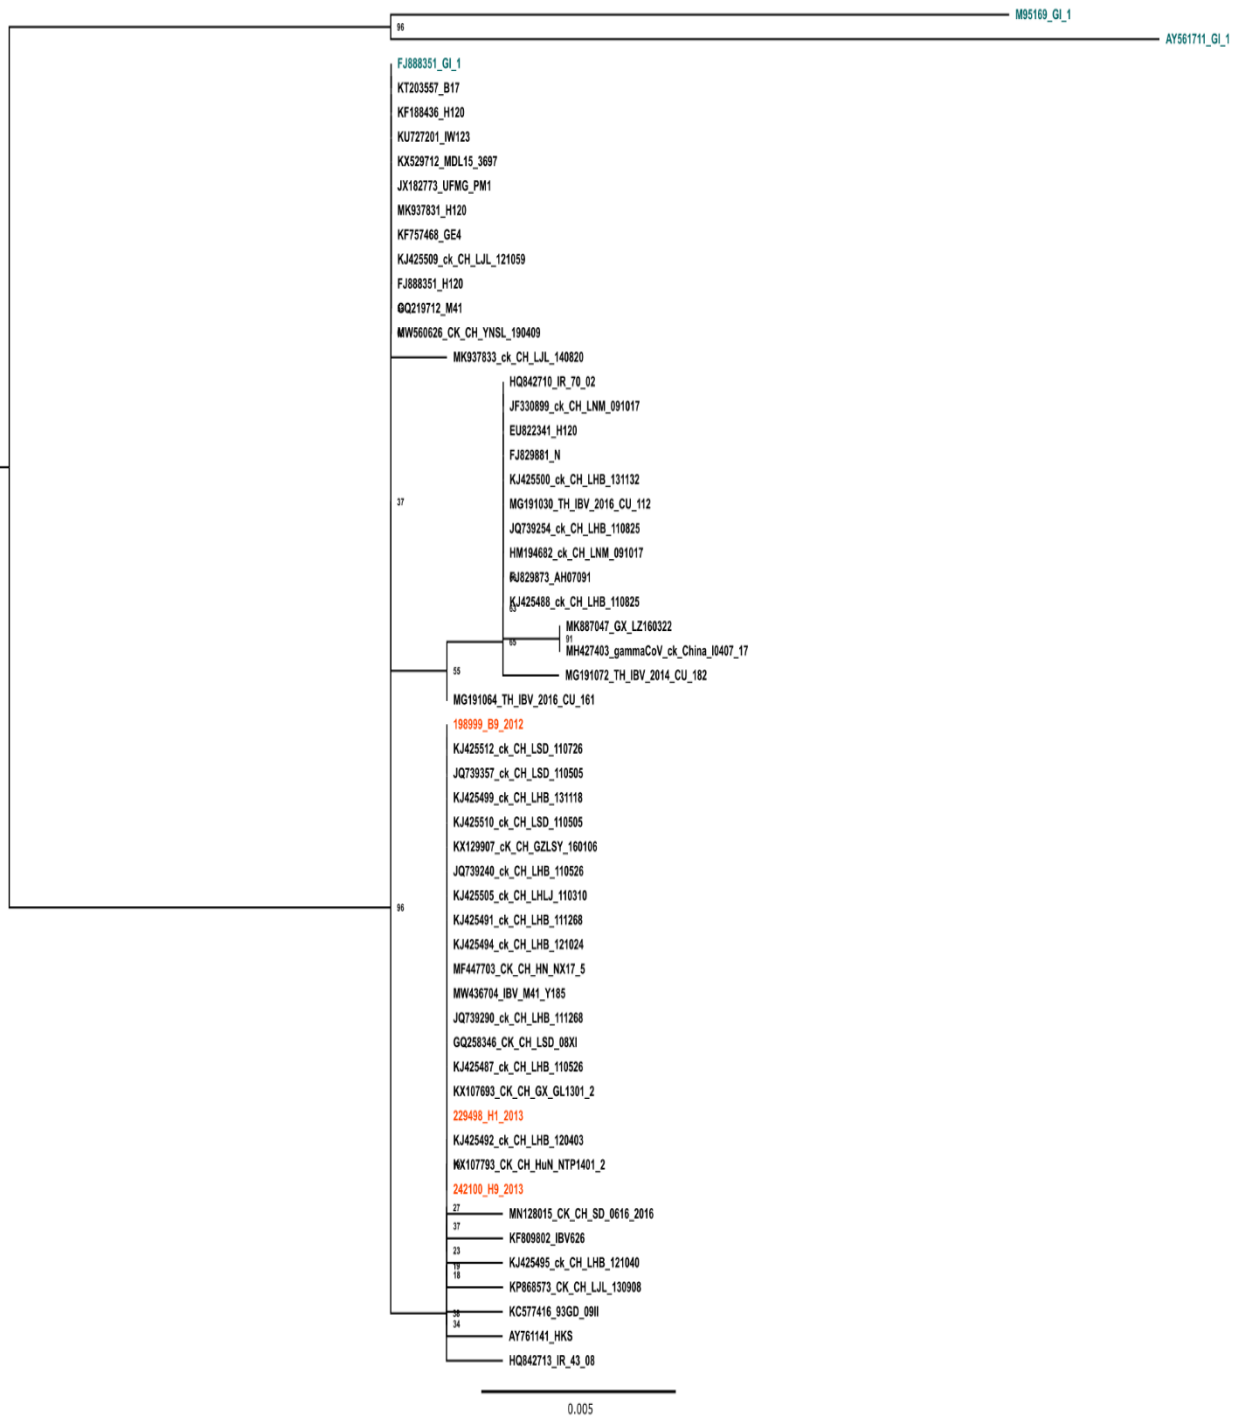 M95169_GI_1
96
AY561711_GI_1
FJ888351_GI_1
KT203557_B17
KF188436_H120
KU727201_IW123
KX529712_MDL15_3697
JX182773_UFMG_PM1
MK937831_H120
KF757468_GE4
KJ425509_ck_CH_LJL_121059
FJ888351_H120
GQ219712_M41
MW560626_CK_CH_YNSL_190409
MK937833_ck_CH_LJL_140820
HQ842710_IR_70_02
JF330899_ck_CH_LNM_091017
EU822341_H120
FJ829881_N
KJ425500_ck_CH_LHB_131132
37
MG191030_TH_IBV_2016_CU_112
JQ739254_ck_CH_LHB_110825
HM194682_ck_CH_LNM_091017
FJ829873_AH07091
KJ425488_ck_CH_LHB_110825
63
MK887047_GX_LZ160322
65
91
MH427403_gammaCoV_ck_China_I0407_17
55
MG191072_TH_IBV_2014_CU_182
MG191064_TH_IBV_2016_CU_161
198999_B9_2012
KJ425512_ck_CH_LSD_110726
JQ739357_ck_CH_LSD_110505
KJ425499_ck_CH_LHB_131118
KJ425510_ck_CH_LSD_110505
KX129907_cK_CH_GZLSY_160106
JQ739240_ck_CH_LHB_110526
KJ425505_ck_CH_LHLJ_110310
96
KJ425491_ck_CH_LHB_111268
KJ425494_ck_CH_LHB_121024
MF447703_CK_CH_HN_NX17_5
MW436704_IBV_M41_Y185
JQ739290_ck_CH_LHB_111268
GQ258346_CK_CH_LSD_08XI
KJ425487_ck_CH_LHB_110526
KX107693_CK_CH_GX_GL1301_2
229498_H1_2013
KJ425492_ck_CH_LHB_120403
KX107793_CK_CH_HuN_NTP1401_2
242100_H9_2013
27
MN128015_CK_CH_SD_0616_2016
37
KF809802_IBV626
23
KJ425495_ck_CH_LHB_121040
19
18
KP868573_CK_CH_LJL_130908
KC577416_93GD_09II
34
AY761141_HKS
HQ842713_IR_43_08
0.005